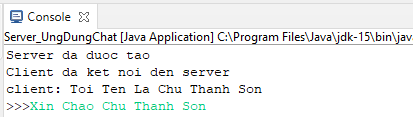 Console
Server_UngDungChat [Java Application] C:\Program Files\Java\jdk-15\bin\jav
Server da duoc tao
Client da ket noi den server
client: Toi Ten La Chu Thanh Son
>>>Xin Chao Chu Thanh Son